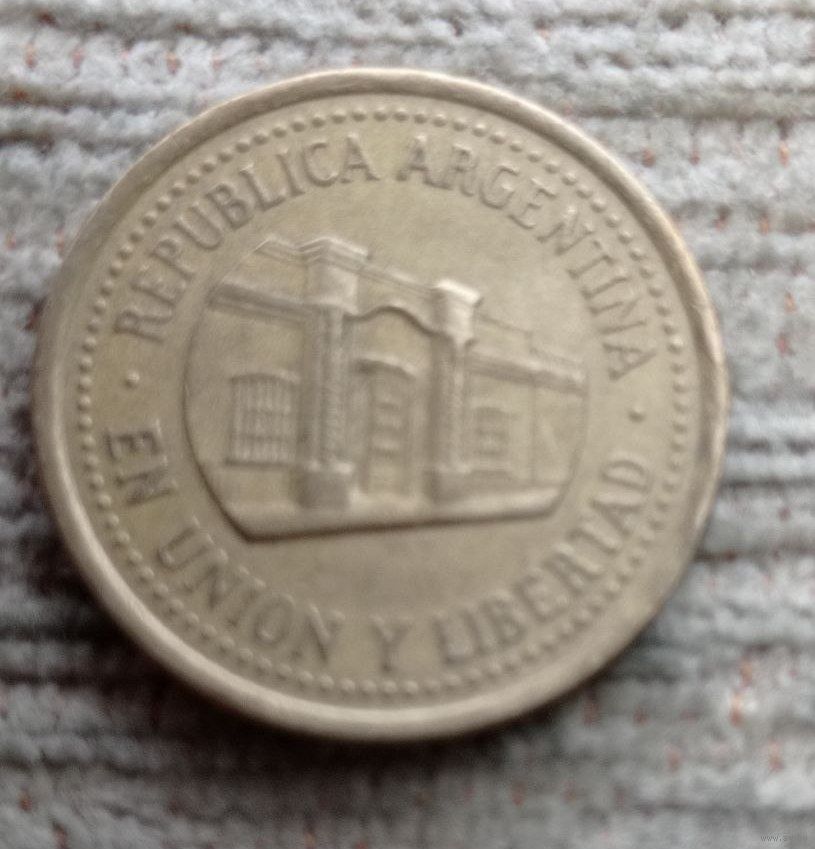 · REPUBLICA ARGENTINA ·
EN UNION Y LIBERTAD